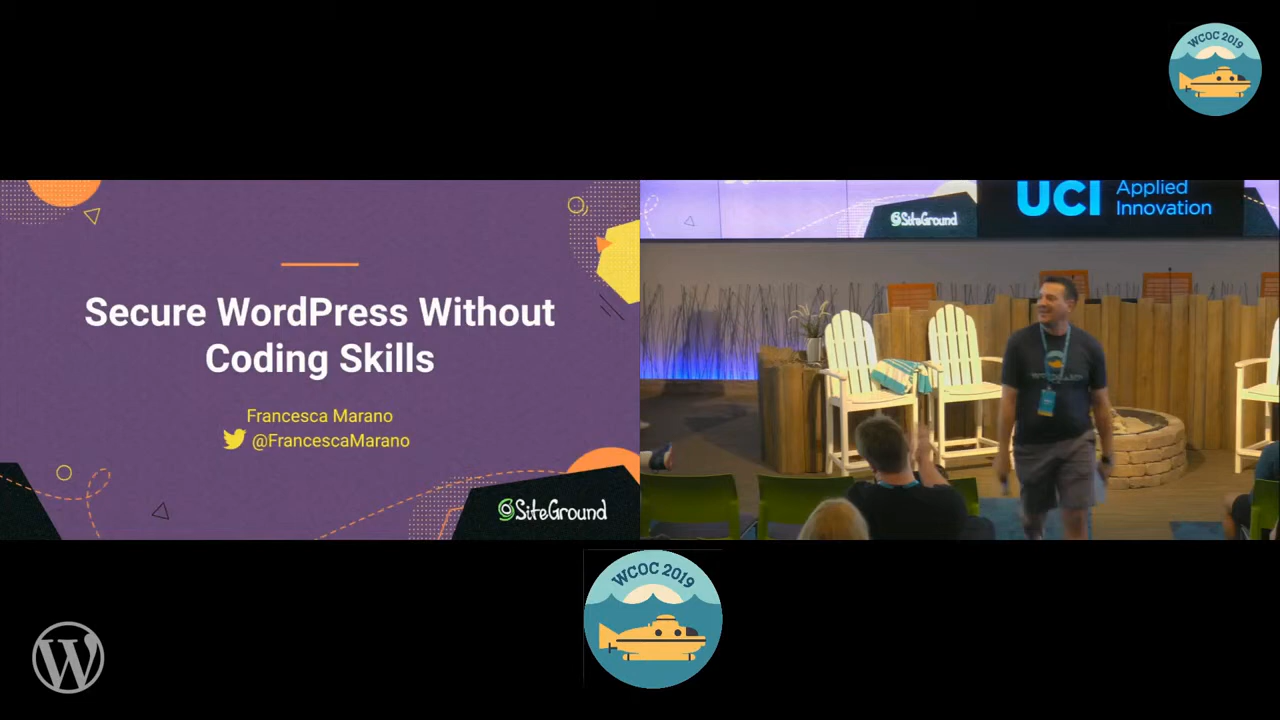 WCOC 2019
Secure WordPress Without
Coding Skills
Francesca Marano
@FrancescaMarano
SiteGround
SiteGround
UCI Applied
Innovation
WCOC 2019
W